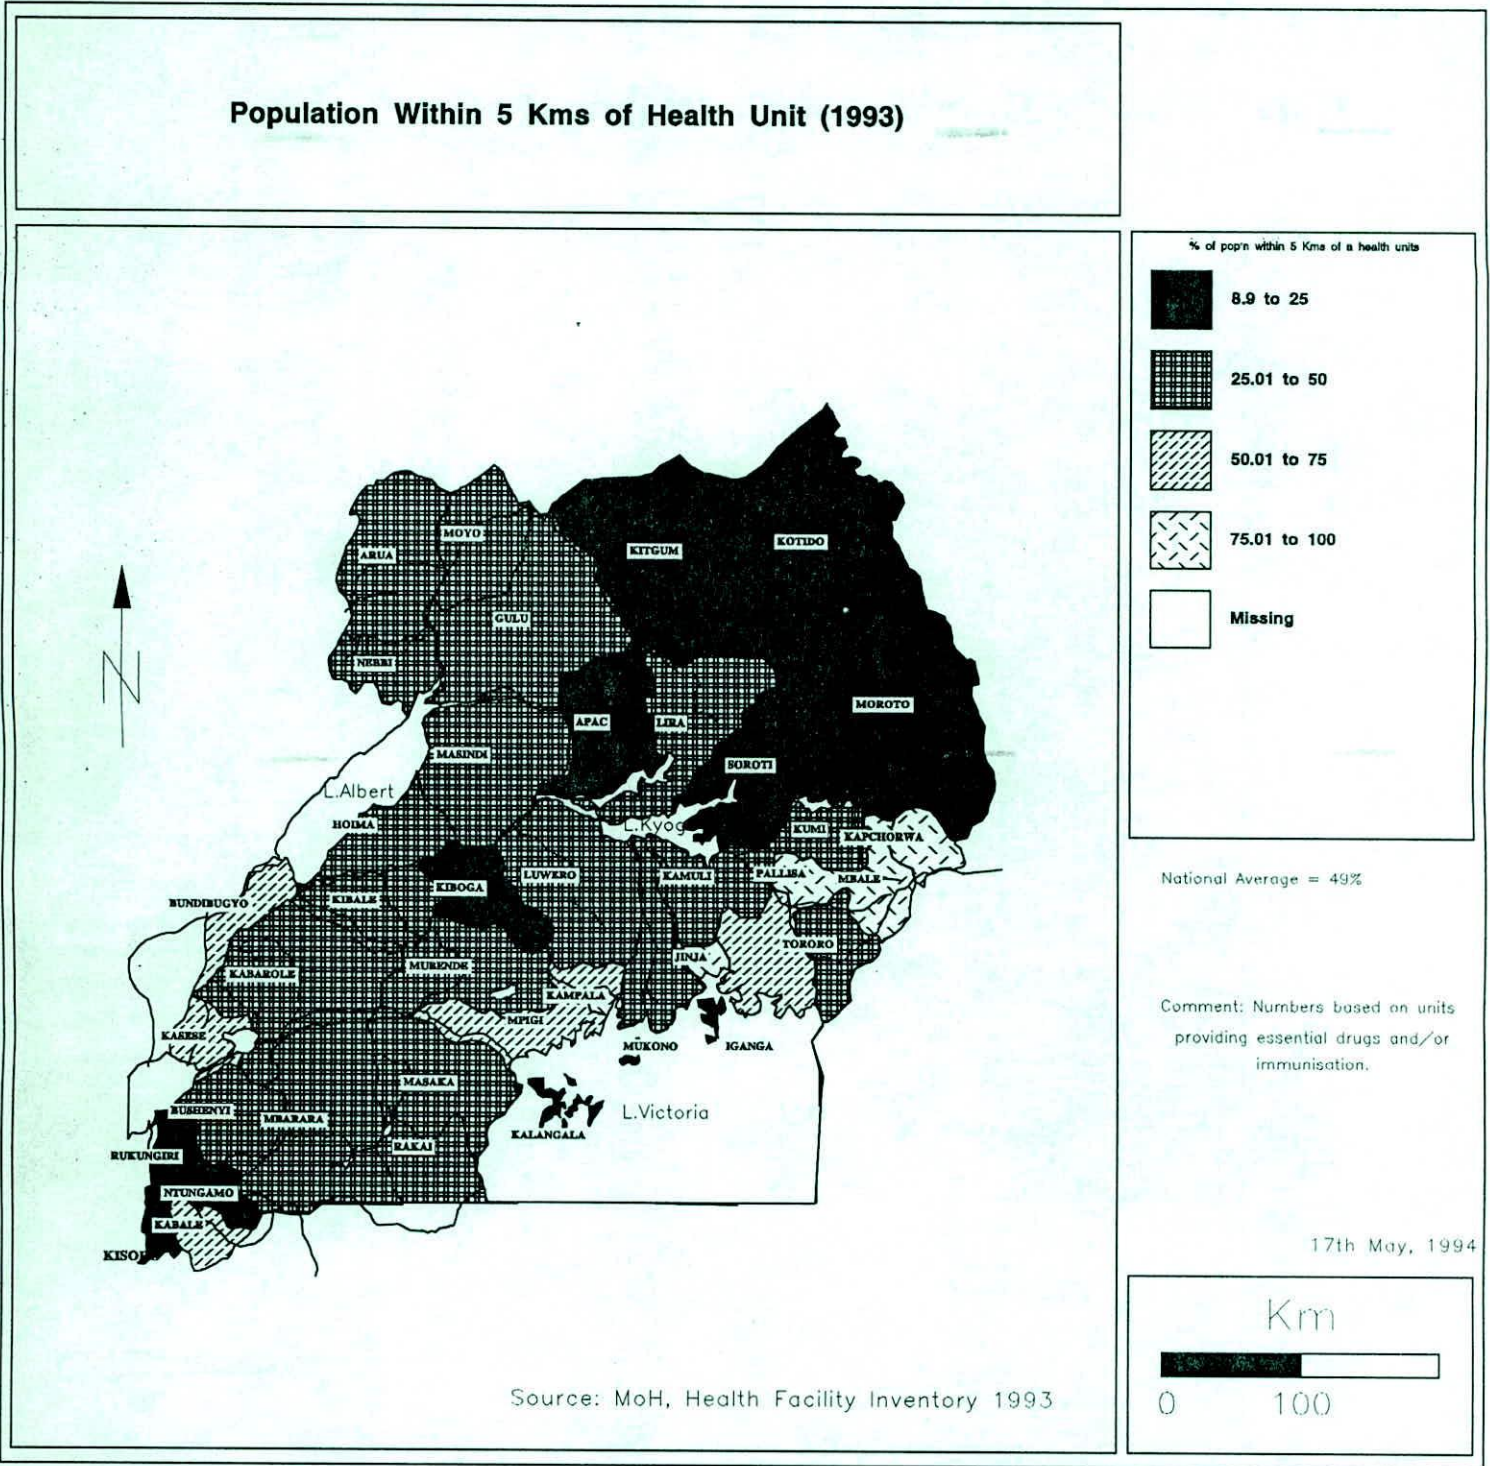 Population Within 5 Kms of Health Unit (1993)
% of pop'n within 5 Kms of a health units
8.9 to 25
25.01 to 50
50.01 to 75
75.01 to 100
Missing
MOYO
ARUA
KITGUM
KOTIDO
GULU
NEBBI
N
MOROTO
APAC
LIRA
MASINDI
SOROTI
L.Albert
HOIMA
L.Kyog
KUMI
KAPCHORWA
KIBOGA
LUWERO
KAMULI
PALLISA
MBALE
KIBALE
BUNDIBUGYO
TORORO
JINJA
MUBENDE
KABAROLE
KAMPALA
MPIGI
KASESE
MUKONO
IGANGA
MASAKA
BUSHENYI
MBARARA
L.Victoria
KALANGALA
RAKAI
RUKUNGIRI
NTUNGAMO
KABALE
KISO
National Average = 49%
Comment: Numbers based on units
providing essential drugs and/or
immunisation.
17th May, 1994
Km
0 100
Source: MoH, Health Facility Inventory 1993